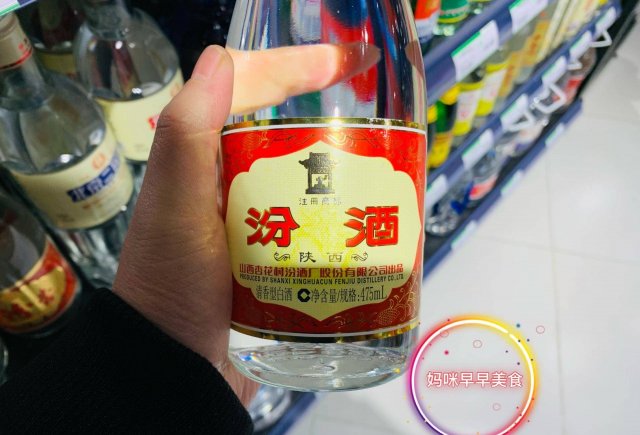 注册商标
汾酒
陕西
山西杏花村汾酒厂股份有限公司出品
PRODUCED BY SHANXI XINGHUACUN FENJIU DISTILLERY CO.,LTD.
清香型白酒 净含量/规格:475mL
妈咪早早美食